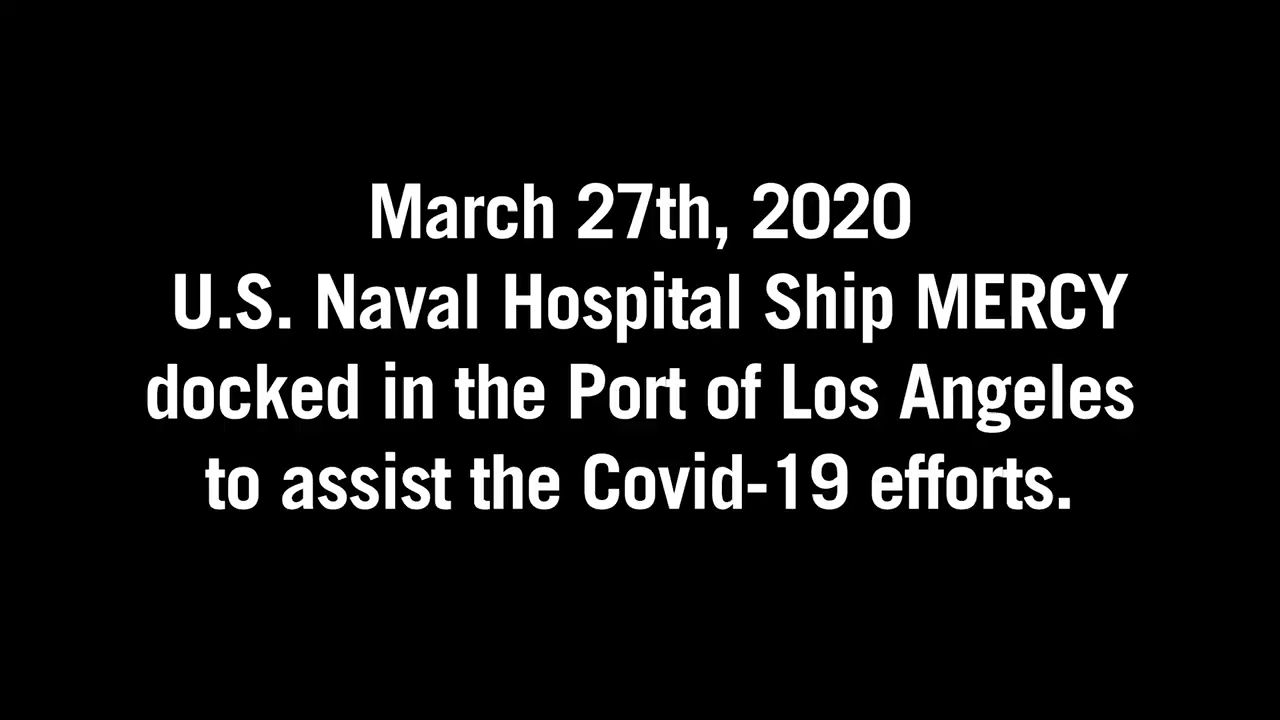 March 27th, 2020
U.S. Naval Hospital Ship MERCY
docked in the Port of Los Angeles
to assist the Covid-19 efforts.